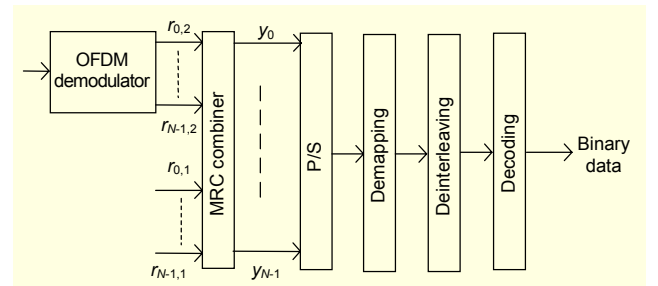 OFDM
demodulator
r0,2
rN-1,2
r0,1
rN-1,1
MRC combiner
y0
yN-1
P/S
Demapping
Deinterleaving
Decoding
Binary
data